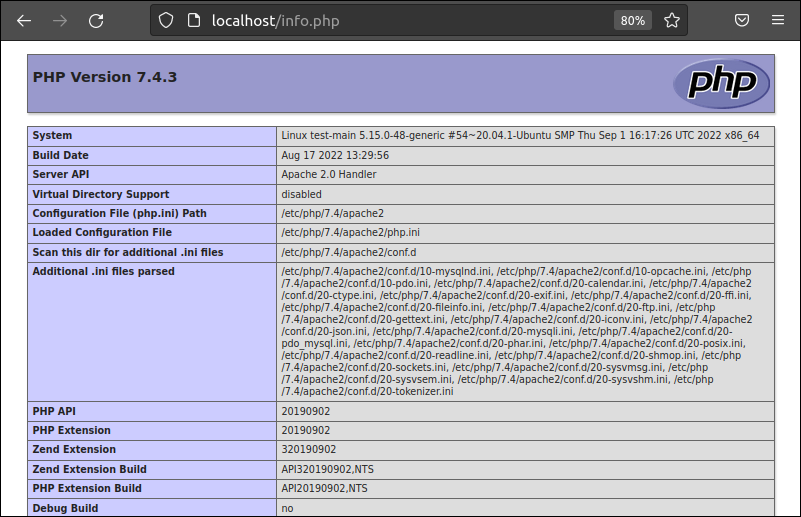 localhost/info.php 80%
PHP Version 7.4.3 php
System Linux test-main 5.15.0-48-generic #54~20.04.1-Ubuntu SMP Thu Sep 1 16:17:26 UTC 2022 x86_64
Build Date Aug 17 2022 13:29:56
Server API Apache 2.0 Handler
Virtual Directory Support disabled
Configuration File (php.ini) Path /etc/php/7.4/apache2
Loaded Configuration File /etc/php/7.4/apache2/php.ini
Scan this dir for additional .ini files /etc/php/7.4/apache2/conf.d
Additional .ini files parsed /etc/php/7.4/apache2/conf.d/10-mysqlnd.ini, /etc/php/7.4/apache2/conf.d/10-opcache.ini, /etc/php
/7.4/apache2/conf.d/10-pdo.ini, /etc/php/7.4/apache2/conf.d/20-calendar.ini, /etc/php/7.4/apache2
/conf.d/20-ctype.ini, /etc/php/7.4/apache2/conf.d/20-exif.ini, /etc/php/7.4/apache2/conf.d/20-ffi.ini,
/etc/php/7.4/apache2/conf.d/20-fileinfo.ini, /etc/php/7.4/apache2/conf.d/20-ftp.ini, /etc/php
/7.4/apache2/conf.d/20-gettext.ini, /etc/php/7.4/apache2/conf.d/20-iconv.ini, /etc/php/7.4/apache2
/conf.d/20-json.ini, /etc/php/7.4/apache2/conf.d/20-mysqli.ini, /etc/php/7.4/apache2/conf.d/20-
pdo_mysql.ini, /etc/php/7.4/apache2/conf.d/20-phar.ini, /etc/php/7.4/apache2/conf.d/20-posix.ini,
/etc/php/7.4/apache2/conf.d/20-readline.ini, /etc/php/7.4/apache2/conf.d/20-shmop.ini, /etc/php
/7.4/apache2/conf.d/20-sockets.ini, /etc/php/7.4/apache2/conf.d/20-sysvmsg.ini, /etc/php
/7.4/apache2/conf.d/20-sysvsem.ini, /etc/php/7.4/apache2/conf.d/20-sysvshm.ini, /etc/php
/7.4/apache2/conf.d/20-tokenizer.ini
PHP API 20190902
PHP Extension 20190902
Zend Extension 320190902
Zend Extension Build API320190902,NTS
PHP Extension Build API20190902,NTS
Debug Build no